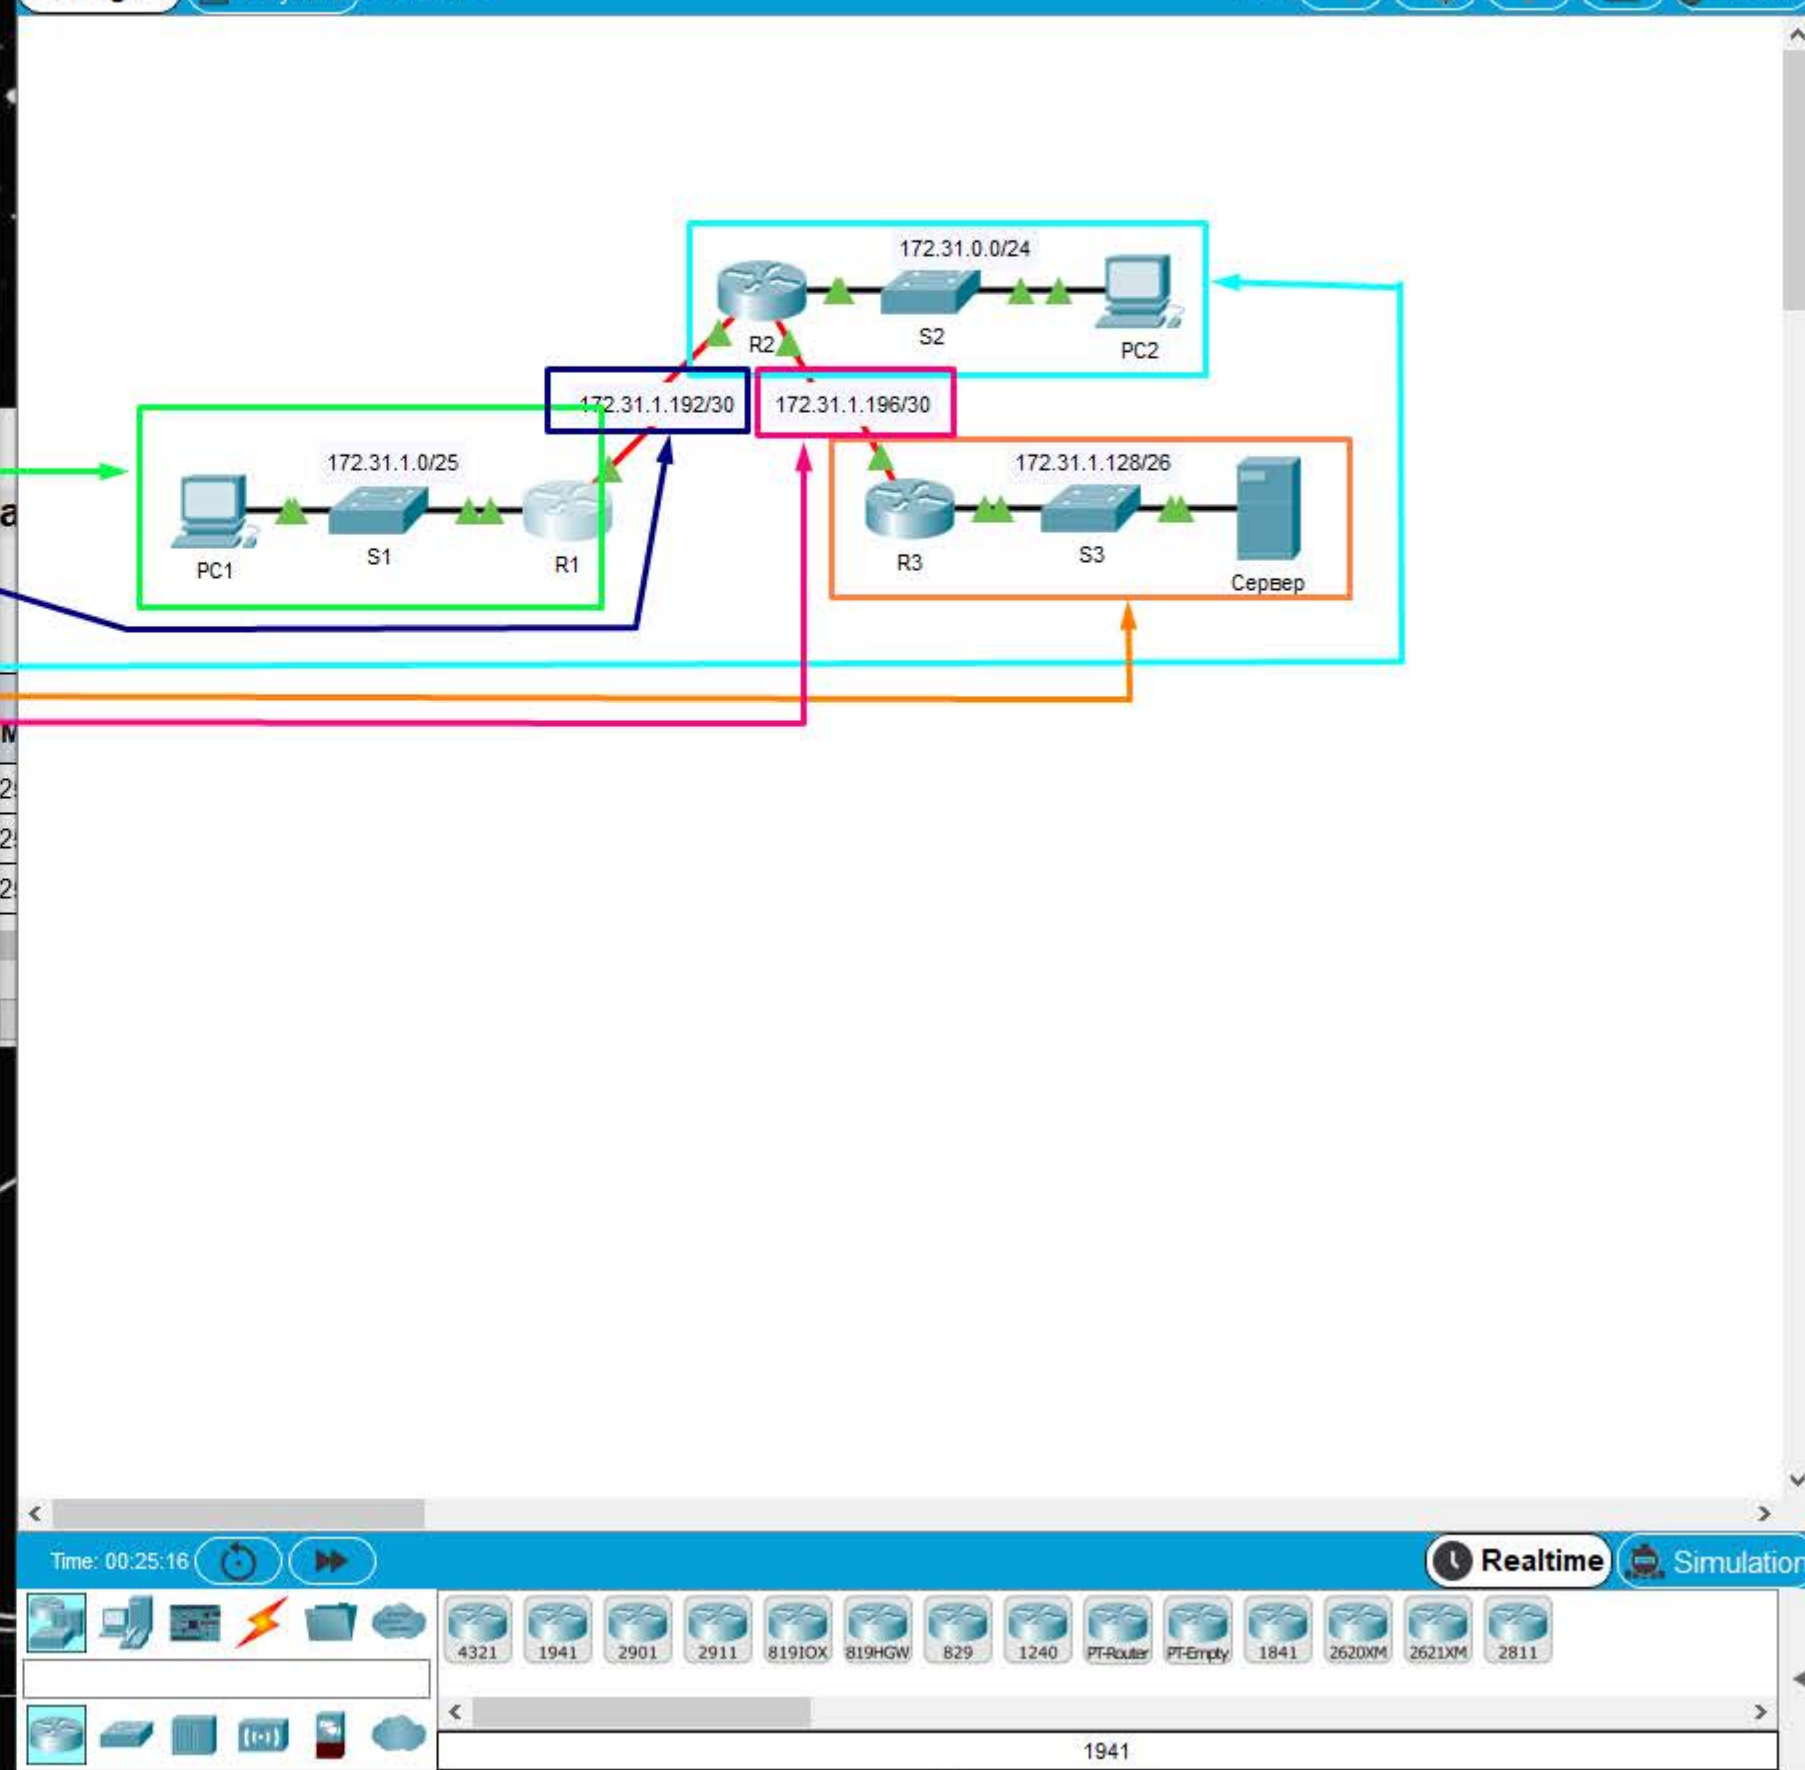 172.31.0.0/24
R2
S2
PC2
172.31.1.192/30
172.31.1.196/30
172.31.1.0/25
172.31.1.128/26
PC1
S1
R1
R3
S3
Сервер
Time: 00:25:16
Realtime
Simulation
4321
1941
2901
2911
819IOX
819HGW
829
1240
PT-Router
PT-Empty
1841
2620XM
2621XM
2811
1941